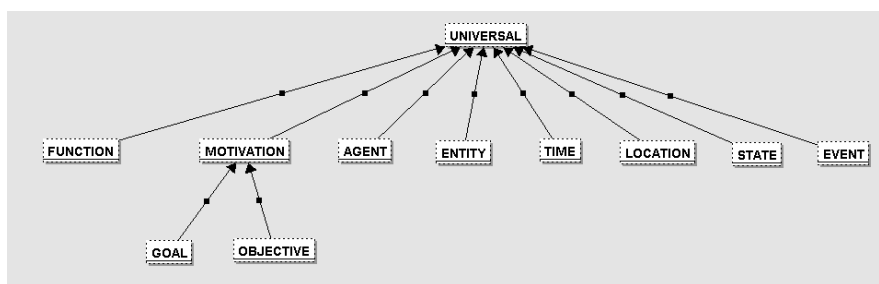 UNIVERSAL
FUNCTION
MOTIVATION
AGENT
ENTITY
TIME
LOCATION
STATE
EVENT
GOAL
OBJECTIVE